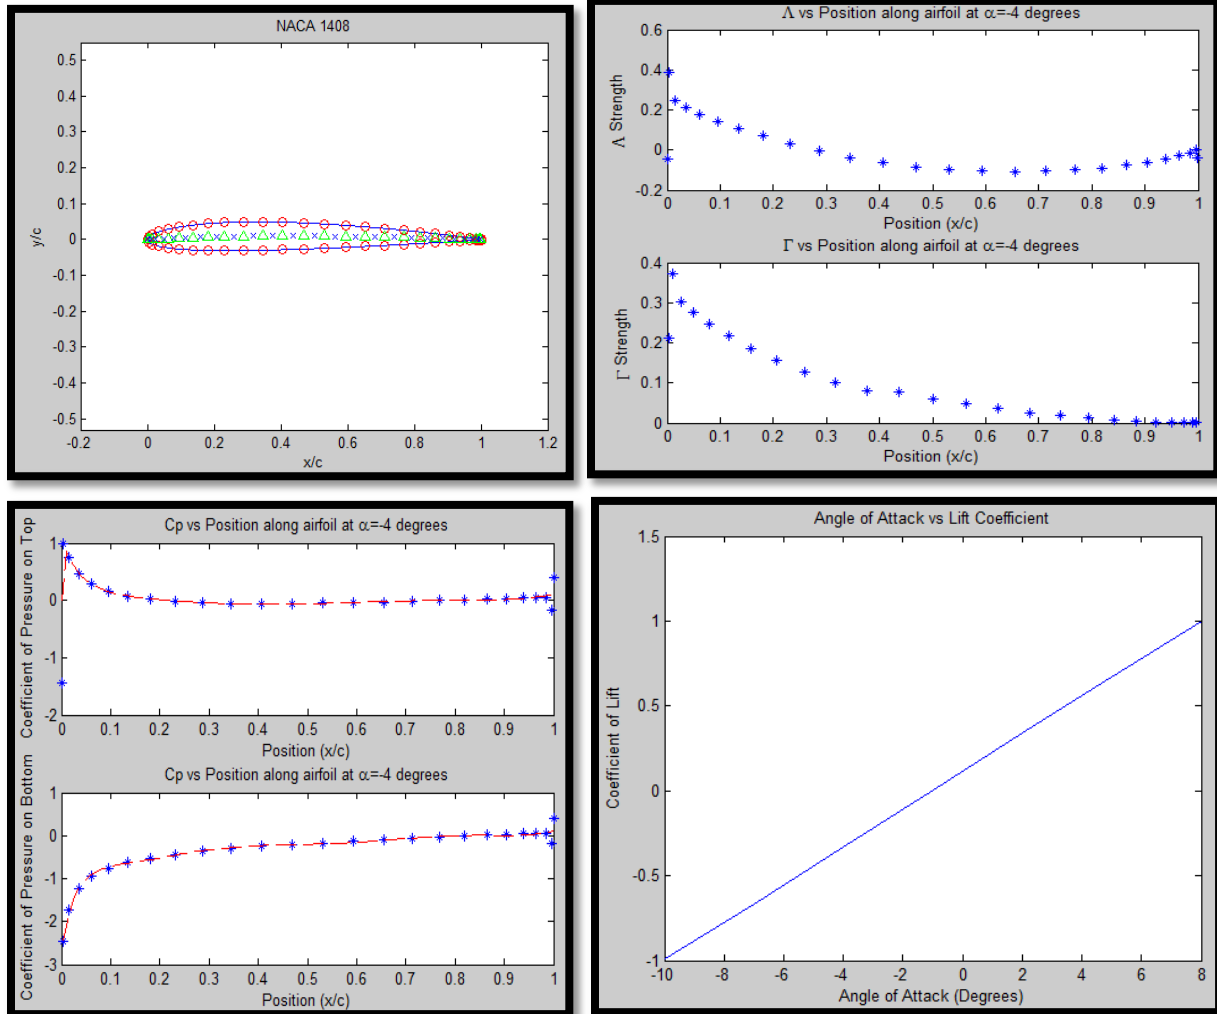 NACA 1408
0.5
0.4
0.3
0.2
0.1
0
-0.1
-0.2
-0.3
-0.4
-0.5
y/c
-0.2 0 0.2 0.4 0.6 0.8 1 1.2
x/c
Λ vs Position along airfoil at α=-4 degrees
0.6
0.4
0.2
0
-0.2
Λ Strength
0 0.1 0.2 0.3 0.4 0.5 0.6 0.7 0.8 0.9 1
Position (x/c)
Γ vs Position along airfoil at α=-4 degrees
0.4
0.3
0.2
0.1
0
Γ Strength
0 0.1 0.2 0.3 0.4 0.5 0.6 0.7 0.8 0.9 1
Position (x/c)
Cp vs Position along airfoil at α=-4 degrees
1
0
-1
-2
Coefficient of Pressure on Top
0 0.1 0.2 0.3 0.4 0.5 0.6 0.7 0.8 0.9 1
Position (x/c)
Cp vs Position along airfoil at α=-4 degrees
1
0
-1
-2
-3
Coefficient of Pressure on Bottom
0 0.1 0.2 0.3 0.4 0.5 0.6 0.7 0.8 0.9 1
Position (x/c)
Angle of Attack vs Lift Coefficient
1.5
1
0.5
0
-0.5
-1
Coefficient of Lift
-10 -8 -6 -4 -2 0 2 4 6 8
Angle of Attack (Degrees)